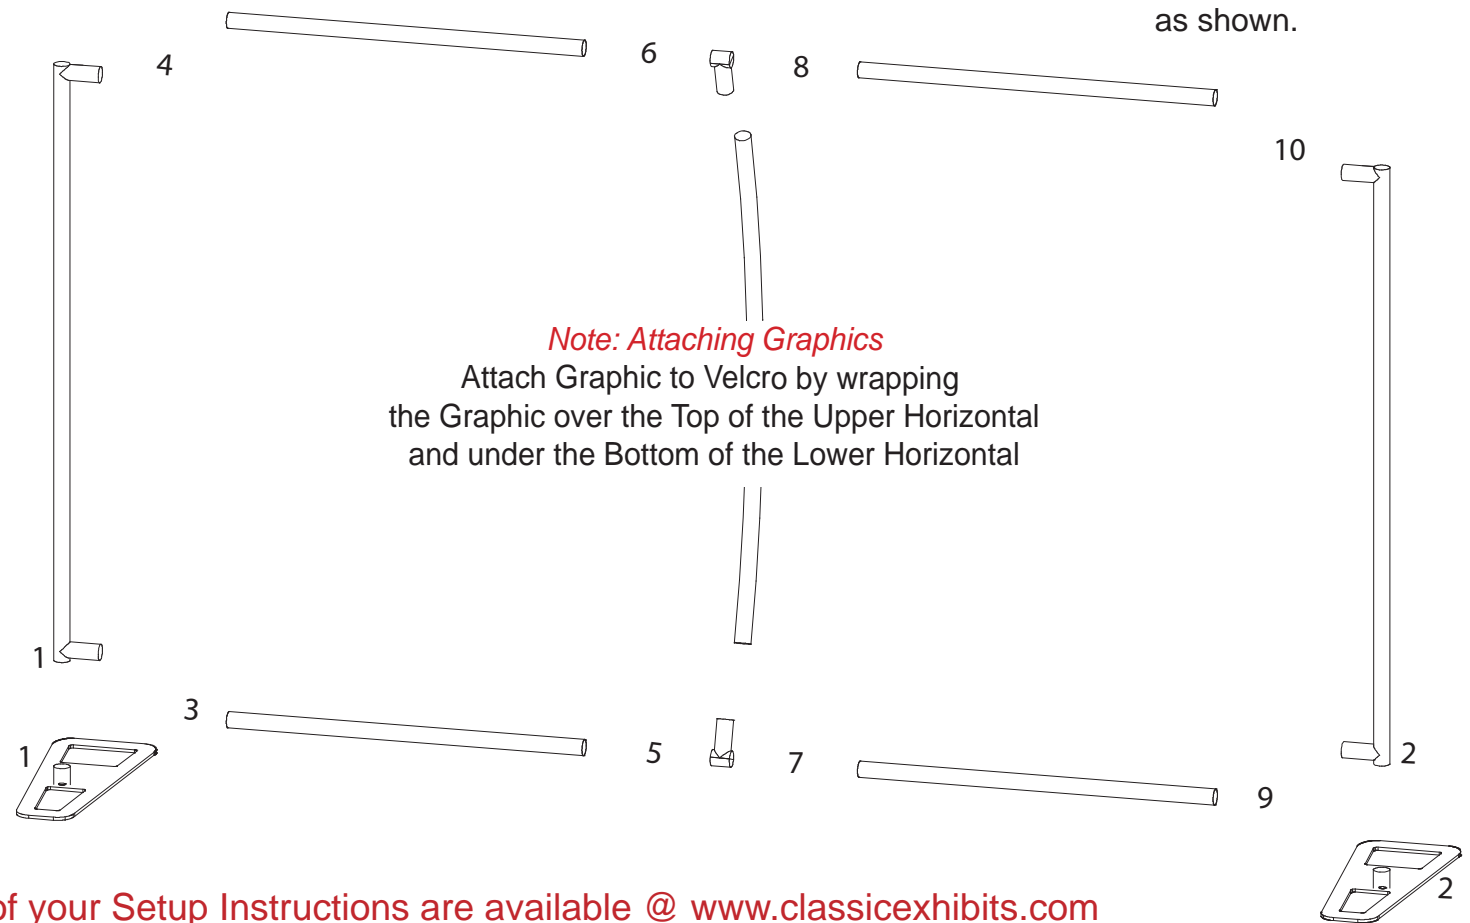 as shown.
4
6
8
10
Note: Attaching Graphics
Attach Graphic to Velcro by wrapping
the Graphic over the Top of the Upper Horizontal
and under the Bottom of the Lower Horizontal
1
3
1
5
7
9
2
2
of your Setup Instructions are available @ www.classicexhibits.com